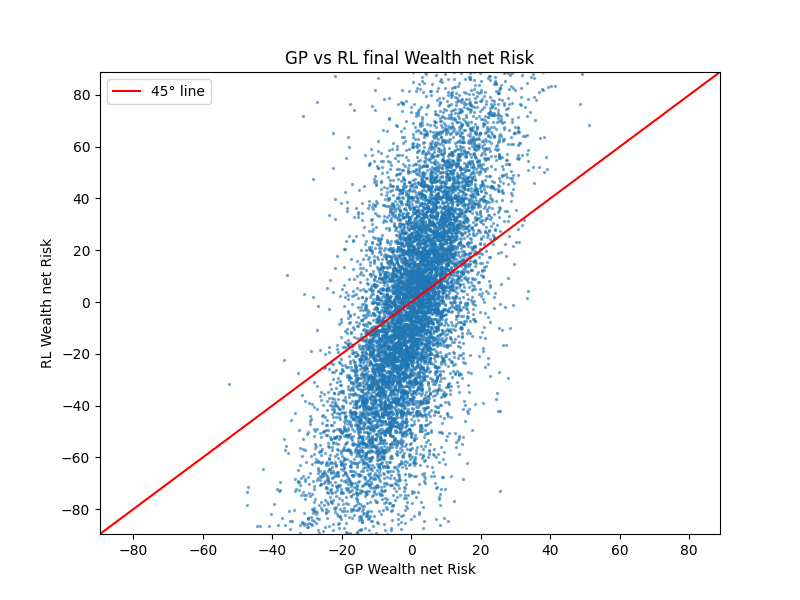 GP vs RL final Wealth net Risk
45° line
RL Wealth net Risk
80
60
40
20
0
−20
−40
−60
−80
−80 −60 −40 −20 0 20 40 60 80
GP Wealth net Risk